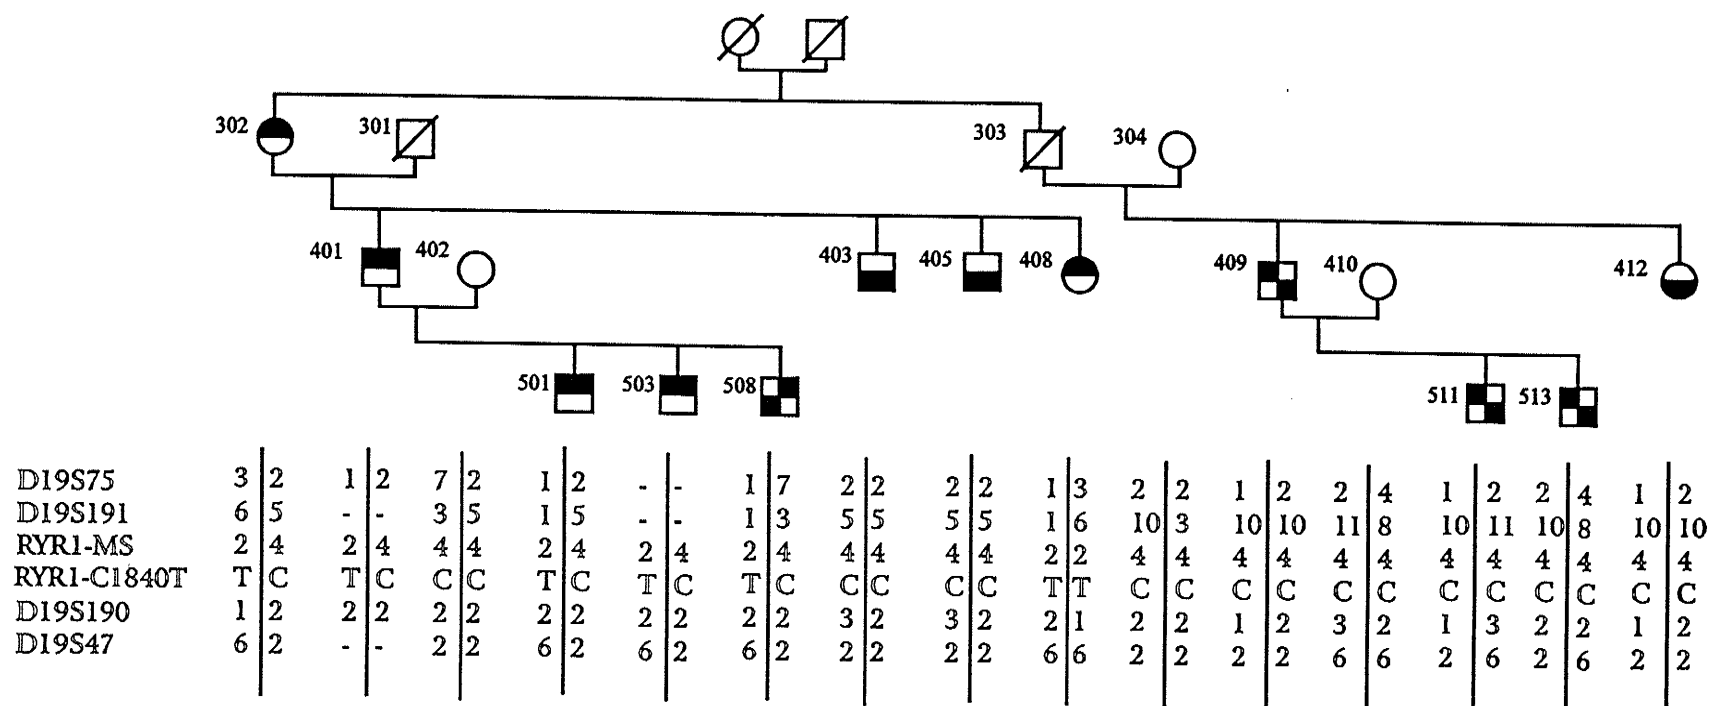 302 301 303 304
401 402 403 405 408 409 410 412
501 503 508 511 513
D19S75 3 2 1 2 7 2 1 2 - - 1 7 2 2 2 2 1 3 2 2 1 2 2 4 1 2 2 4 1 2
D19S191 6 5 - - 3 5 1 5 - - 1 3 5 5 5 5 1 6 10 3 10 10 11 8 10 11 10 8 10 10
RYR1-MS 2 4 2 4 4 4 2 4 2 4 2 4 4 4 4 4 2 2 4 4 4 4 4 4 4 4 4 4 4 4
RYR1-C1840T T C T C C C T C T C T C C C C C T T C C C C C C C C C C C C
D19S190 1 2 2 2 2 2 2 2 2 2 2 2 3 2 3 2 2 1 2 2 1 2 3 2 1 3 2 2 1 2
D19S47 6 2 - - 2 2 6 2 6 2 6 2 2 2 2 2 6 6 2 2 2 2 6 6 2 6 2 6 2 2